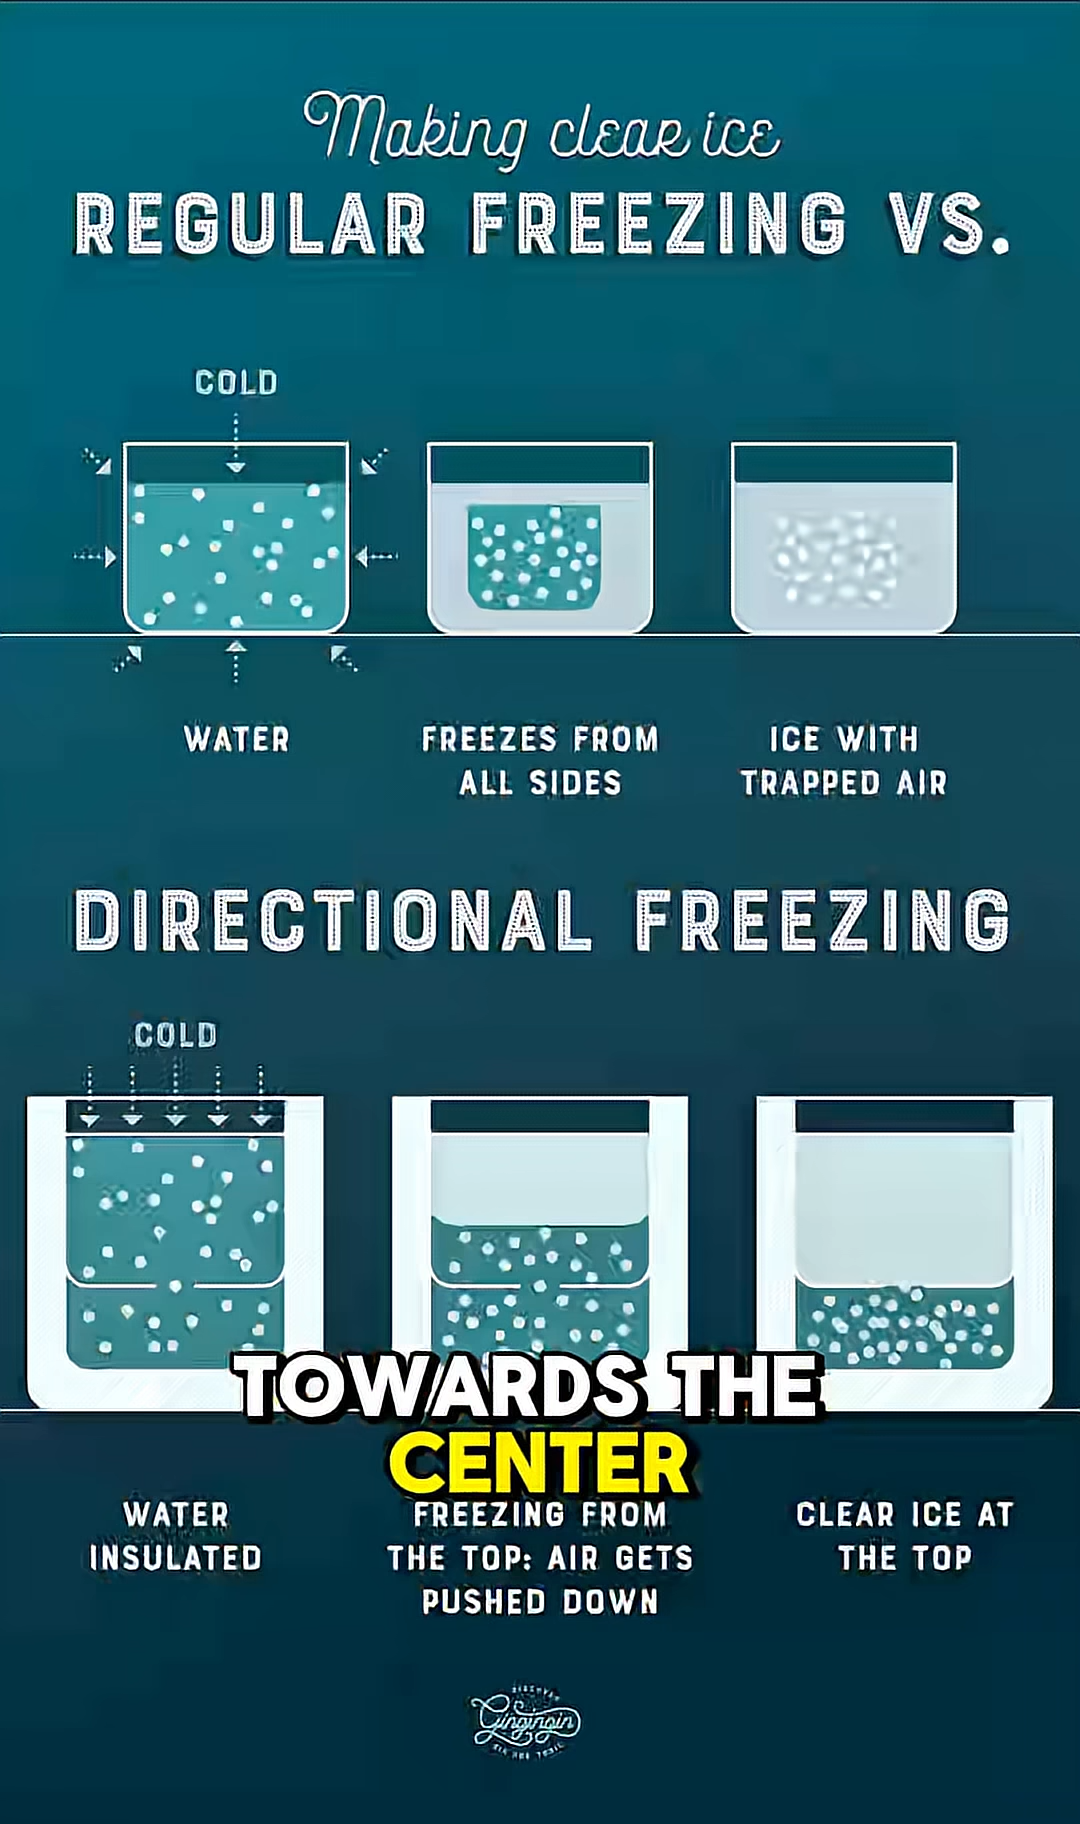 Making clear ice
REGULAR FREEZING VS.
COLD
WATER
FREEZES FROM
ALL SIDES
ICE WITH
TRAPPED AIR
DIRECTIONAL FREEZING
COLD
TOWARDS THE
CENTER
WATER
INSULATED
FREEZING FROM
THE TOP: AIR GETS
PUSHED DOWN
CLEAR ICE AT
THE TOP
Gingingin